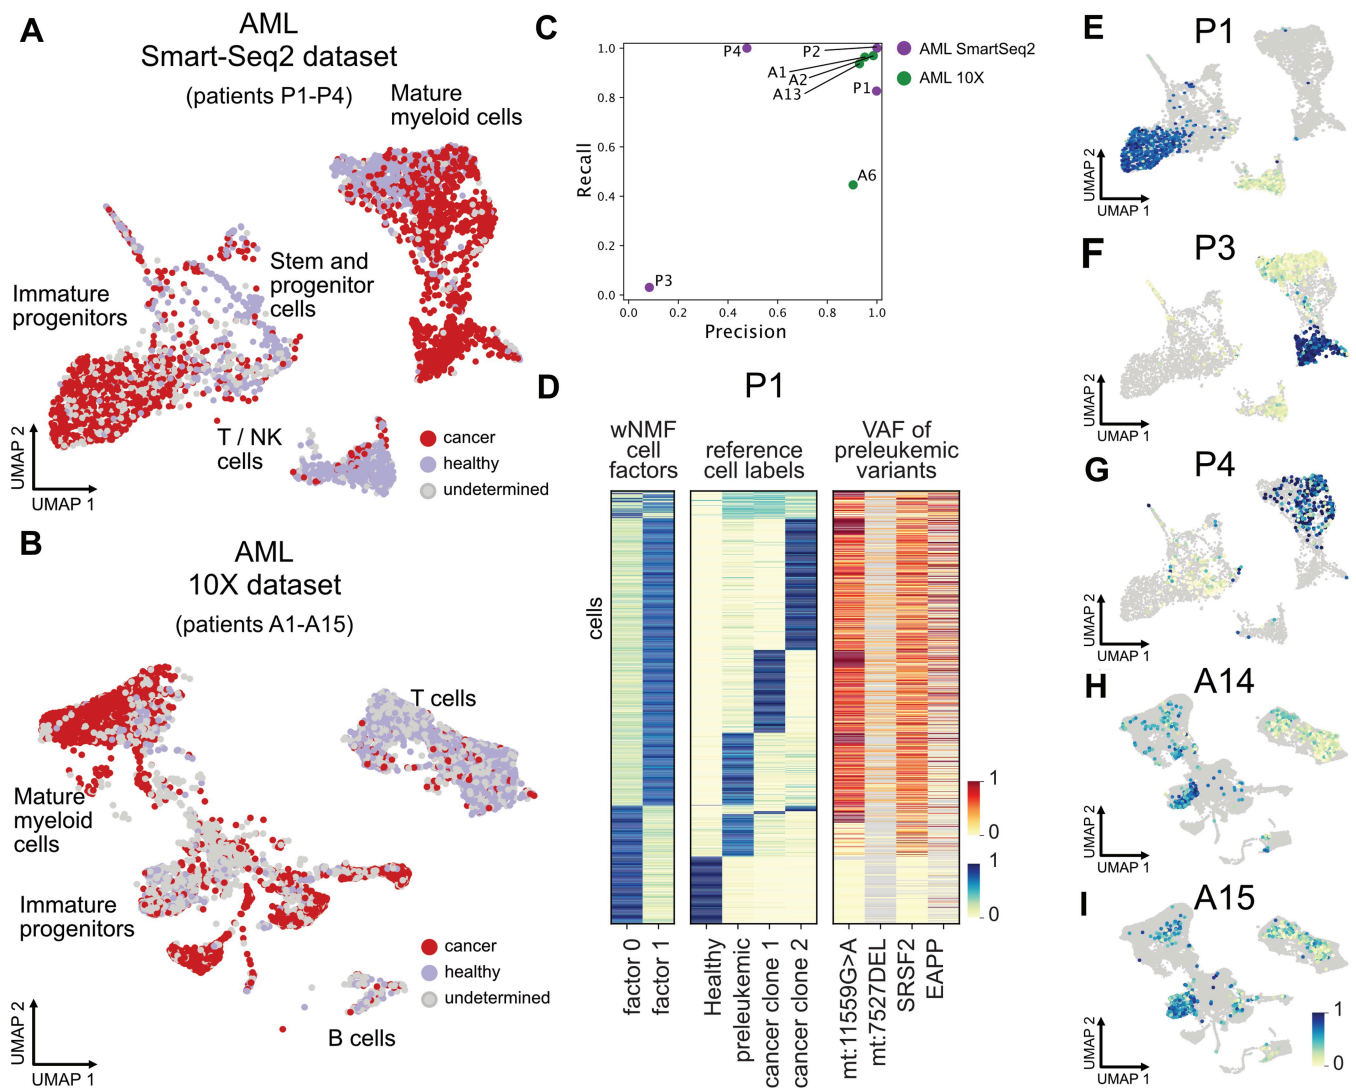 A
AML
Smart-Seq2 dataset
(patients P1-P4)
Mature
myeloid cells
Stem and
progenitor
cells
Immature
progenitors
T / NK
cells
cancer
healthy
undetermined
UMAP 2
UMAP 1
B
AML
10X dataset
(patients A1-A15)
T cells
Mature
myeloid
cells
Immature
progenitors
B cells
cancer
healthy
undetermined
UMAP 2
UMAP 1
C
1.0
0.8
0.6
0.4
0.2
0.0
Recall
0.0 0.2 0.4 0.6 0.8 1.0
Precision
P4
P2
A1
A2
A13
P1
A6
P3
AML SmartSeq2
AML 10X
D
P1
wNMF
cell
factors
reference
cell labels
VAF of
preleukemic
variants
cells
factor 0
factor 1
Healthy
preleukemic
cancer clone 1
cancer clone 2
mt:11559G>A
mt:7527DEL
SRSF2
EAPP
1
0
1
0
E
P1
UMAP 2
UMAP 1
F
P3
UMAP 2
UMAP 1
G
P4
UMAP 2
UMAP 1
H
A14
UMAP 2
UMAP 1
I
A15
UMAP 2
UMAP 1
1
0